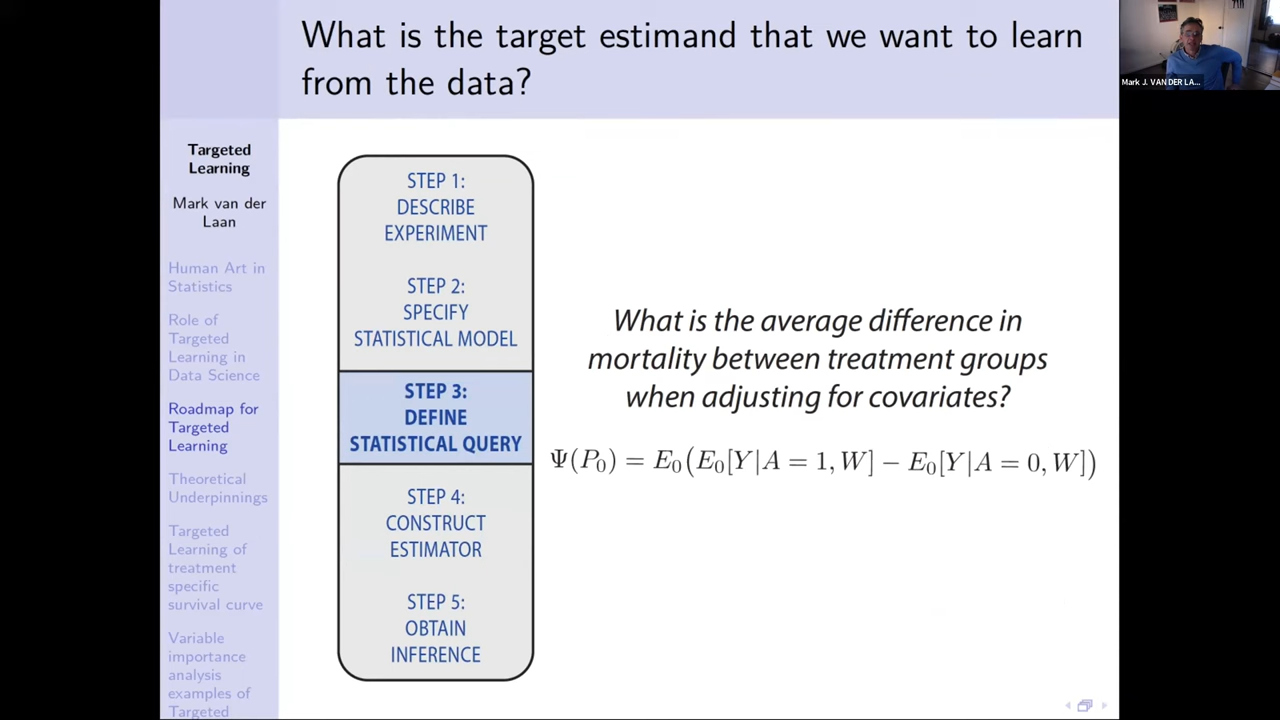 What is the target estimand that we want to learn
from the data?
Mark J. VAN DER LA...
Targeted
Learning
Mark van der
Laan
Human Art in
Statistics
Role of
Targeted
Learning in
Data Science
Roadmap for
Targeted
Learning
Theoretical
Underpinnings
Targeted
Learning of
treatment
specific
survival curve
Variable
importance
analysis
examples of
Targeted
STEP 1:
DESCRIBE
EXPERIMENT
STEP 2:
SPECIFY
STATISTICAL MODEL
STEP 3:
DEFINE
STATISTICAL QUERY
STEP 4:
CONSTRUCT
ESTIMATOR
STEP 5:
OBTAIN
INFERENCE
What is the average difference in
mortality between treatment groups
when adjusting for covariates?
Ψ(P₀) = E₀(E₀[Y|A = 1, W] − E₀[Y|A = 0, W])